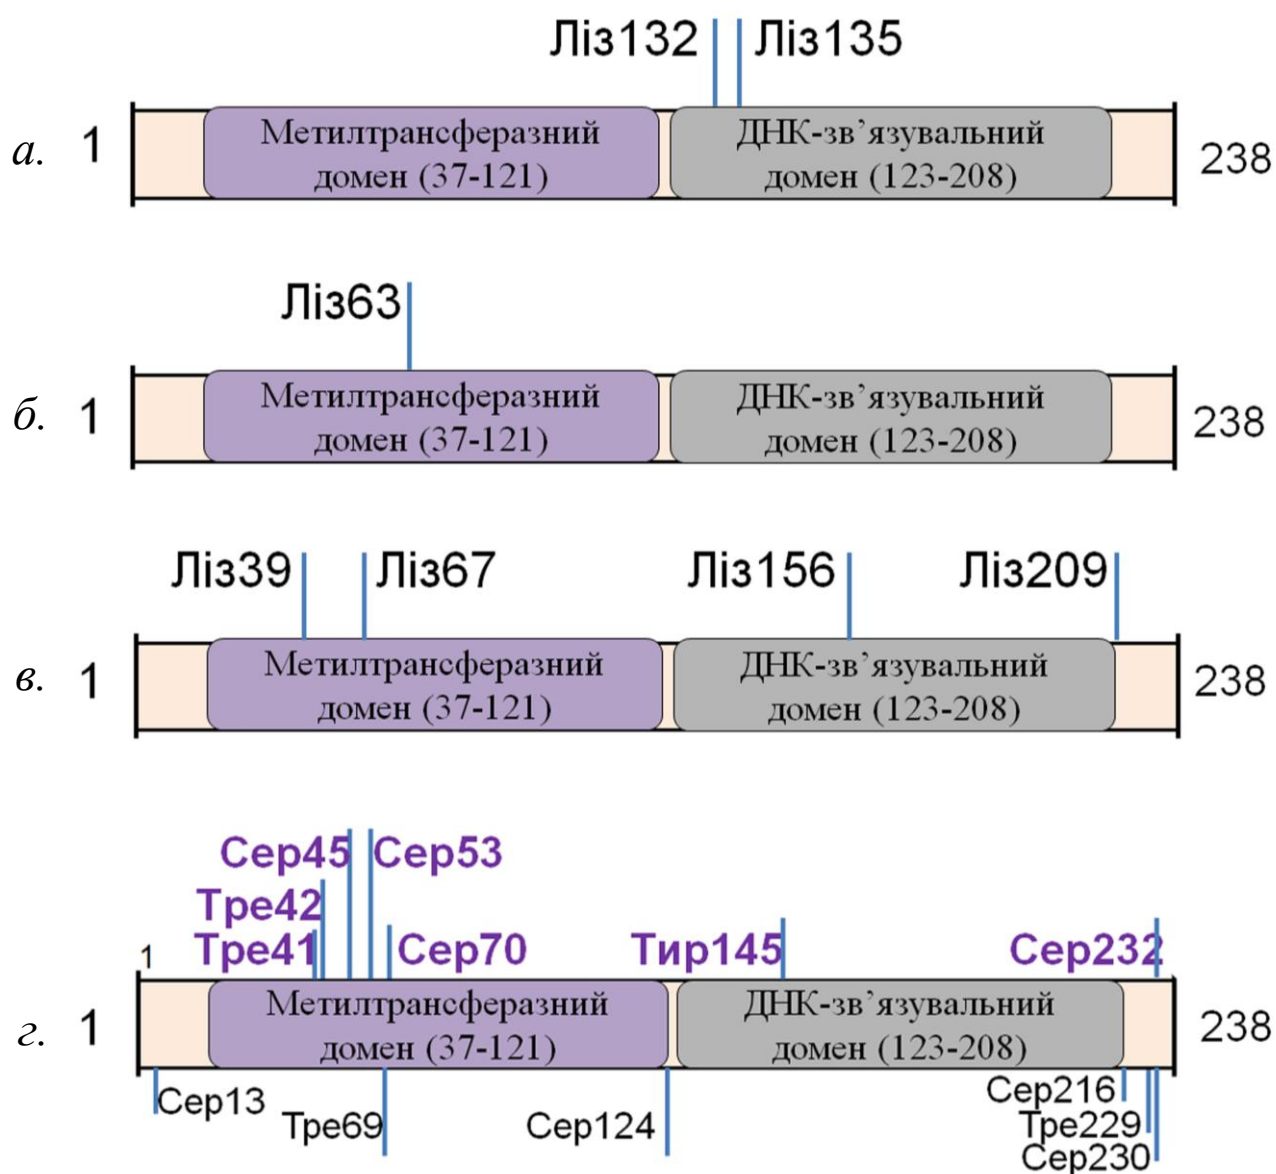 Ліз132 Ліз135
а. 1 Метилтрансферазний ДНК-зв’язувальний 238
домен (37-121) домен (123-208)
Ліз63
б. 1 Метилтрансферазний ДНК-зв’язувальний 238
домен (37-121) домен (123-208)
Ліз39 Ліз67 Ліз156 Ліз209
в. 1 Метилтрансферазний ДНК-зв’язувальний 238
домен (37-121) домен (123-208)
Сер45 Сер53
Тре42
1 Тре41 Сер70 Тир145 Сер232
г. 1 Метилтрансферазний ДНК-зв’язувальний 238
домен (37-121) домен (123-208)
Сер13 Сер216
Тре69 Сер124 Тре229
Сер230